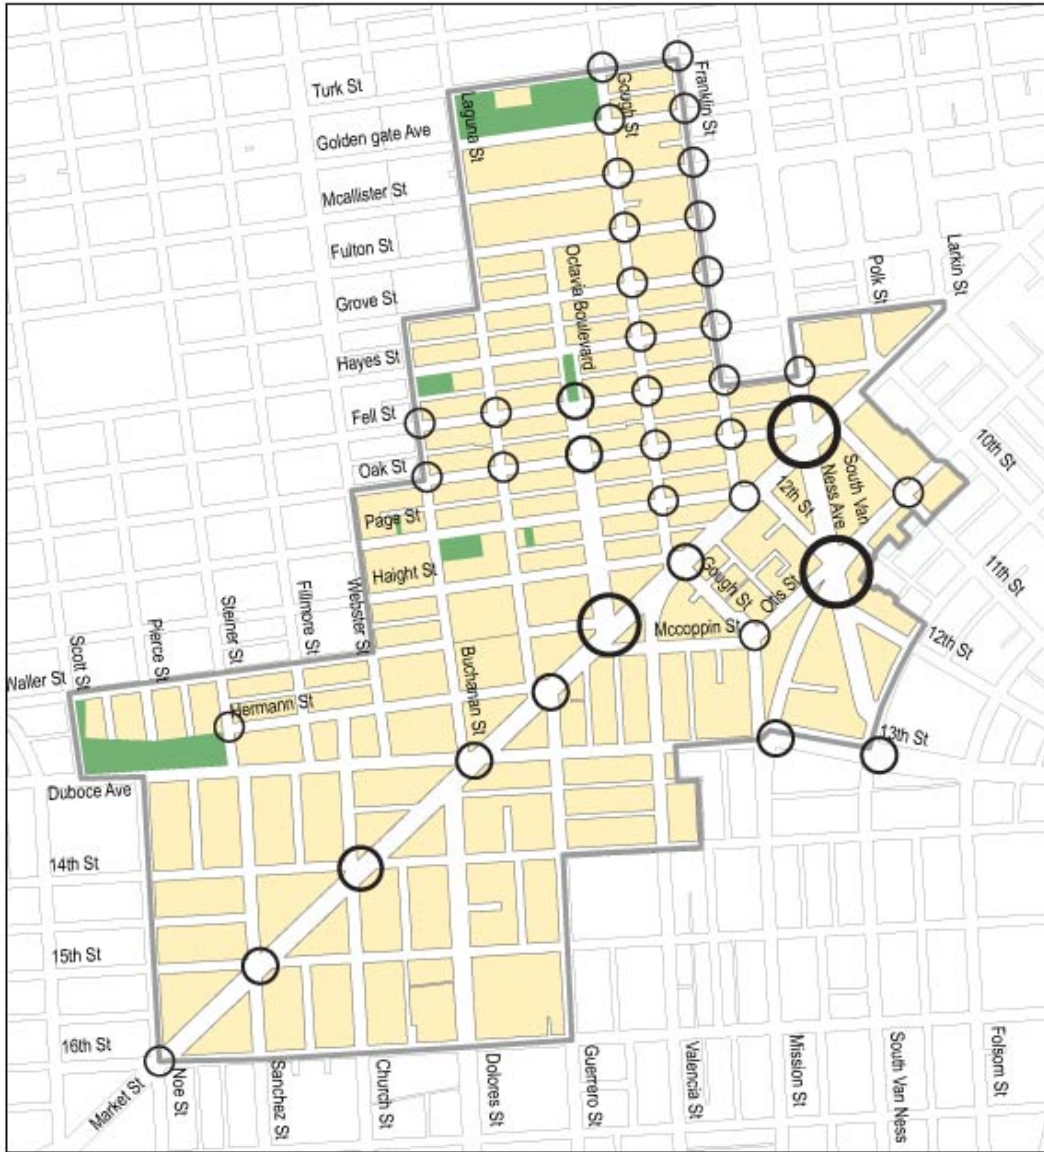 Turk St
Golden gate Ave
Mcallister St
Fulton St
Grove St
Hayes St
Fell St
Oak St
Page St
Haight St
Laguna St
Gough St
Franklin St
Octavia Boulevard
Polk St
Larkin St
10th St
11th St
12th St
13th St
South Van
Ness Ave
12th St
Otis St
Gough St
Mccoppin St
Webster St
Fillmore St
Steiner St
Pierce St
Scott St
Waller St
Hermann St
Buchanan St
Duboce Ave
14th St
15th St
16th St
Market St
Noe St
Sanchez St
Church St
Dolores St
Guerrero St
Valencia St
Mission St
South Van Ness
Folsom St